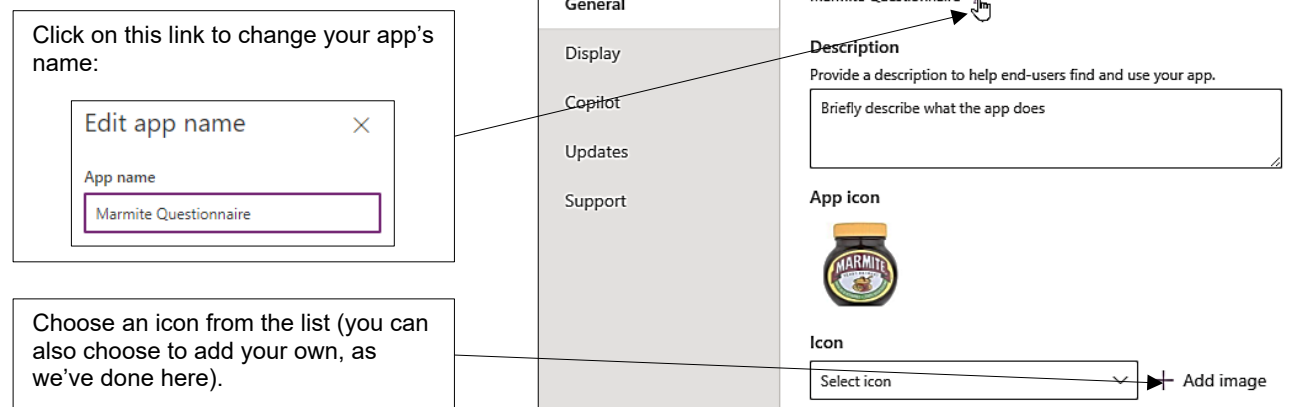 Click on this link to change your app's
name:
Edit app name
App name
Marmite Questionnaire
Choose an icon from the list (you can
also choose to add your own, as
we've done here).
General
Display
Copilot
Updates
Support
Marmite Questionnaire
Description
Provide a description to help end-users find and use your app.
Briefly describe what the app does
App icon
MARMITE
Icon
Select icon
Add image